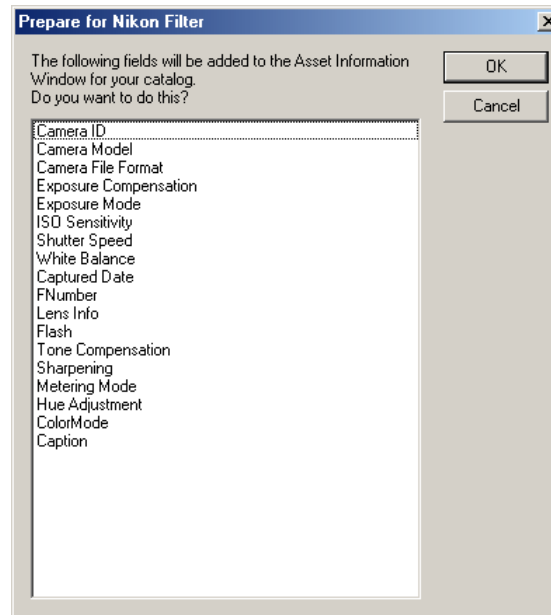 Prepare for Nikon Filter
The following fields will be added to the Asset Information
Window for your catalog.
Do you want to do this?
OK
Cancel
Camera ID
Camera Model
Camera File Format
Exposure Compensation
Exposure Mode
ISO Sensitivity
Shutter Speed
White Balance
Captured Date
FNumber
Lens Info
Flash
Tone Compensation
Sharpening
Metering Mode
Hue Adjustment
ColorMode
Caption